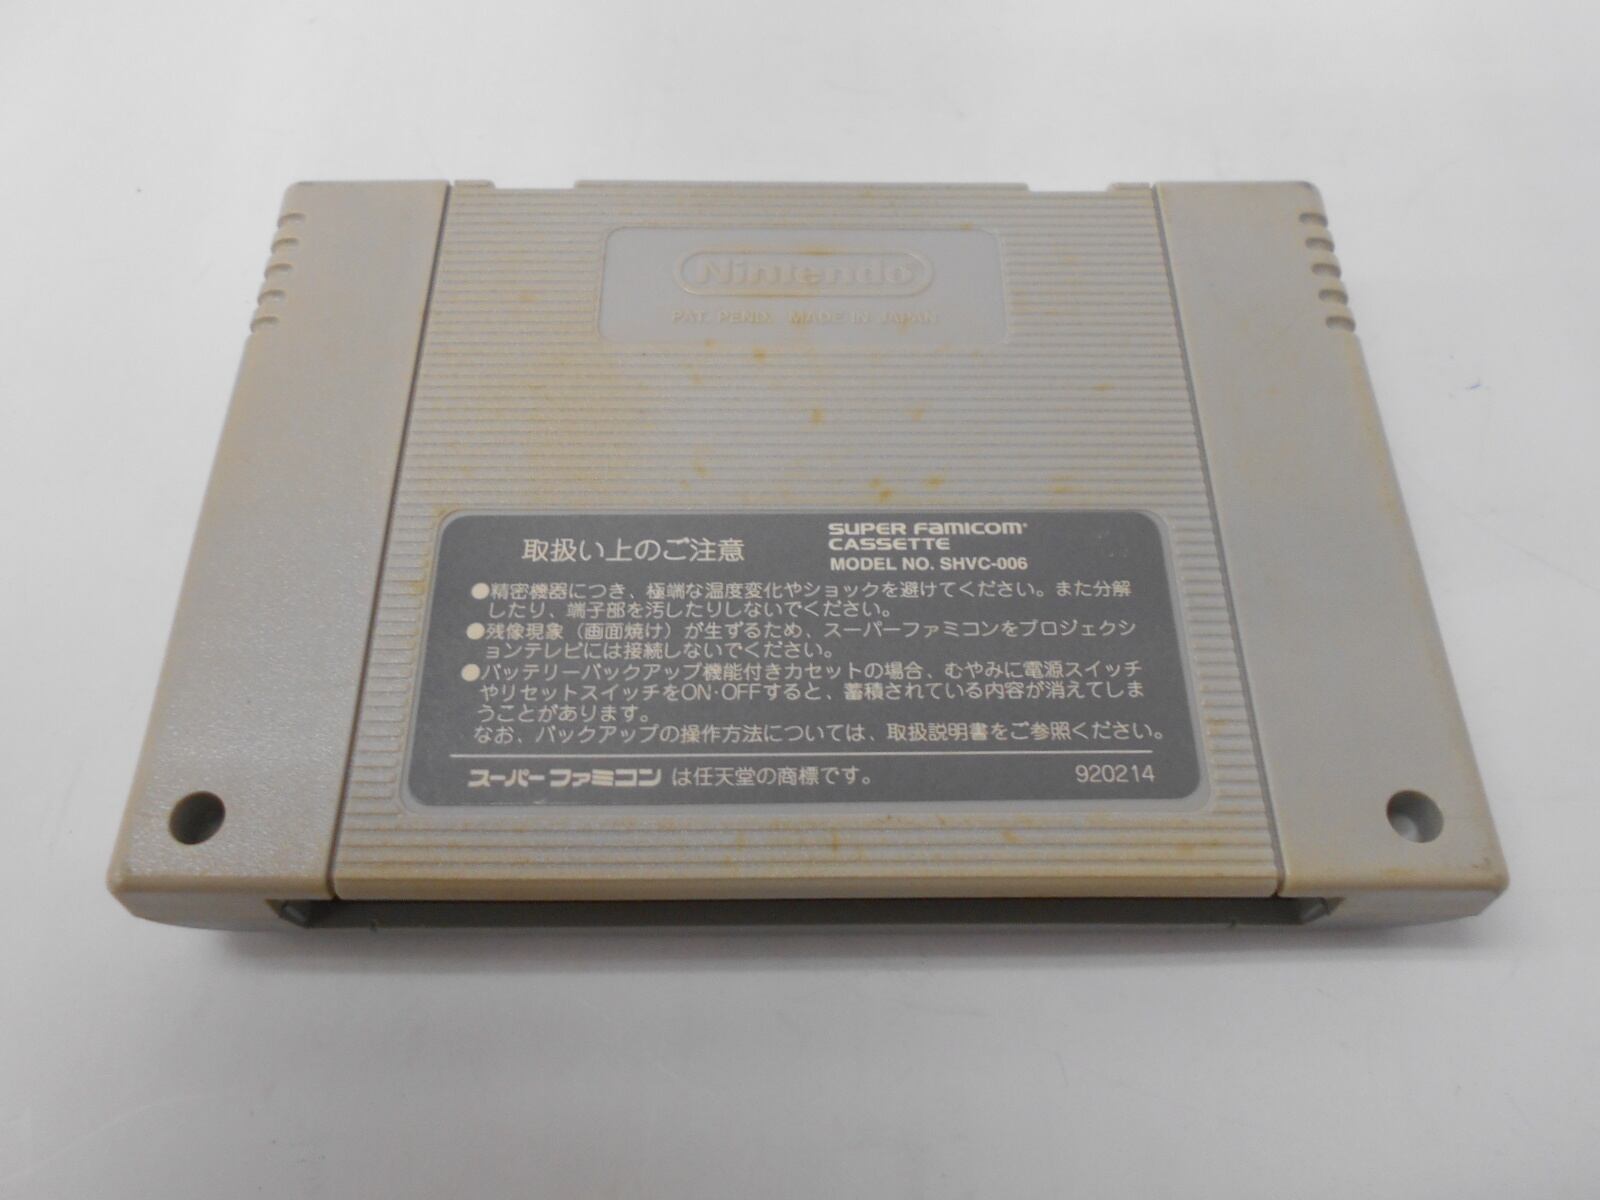 Nintendo
PAT. PEND. MADE IN JAPAN
取扱い上のご注意
SUPER FAMICOM
CASSETTE
MODEL NO. SHVC-006
●精密機器につき、極端な温度変化やショックを避けてください。また分解
したり、端子部を汚したりしないでください。
●残像現象（画面焼け）が生ずるため、スーパーファミコンをプロジェクシ
ョンテレビには接続しないでください。
●バッテリーバックアップ機能付きカセットの場合、むやみに電源スイッチ
やリセットスイッチをON・OFFすると、蓄積されている内容が消えてしま
うことがあります。
なお、バックアップの操作方法については、取扱説明書をご参照ください。
スーパーファミコン は任天堂の商標です。
920214